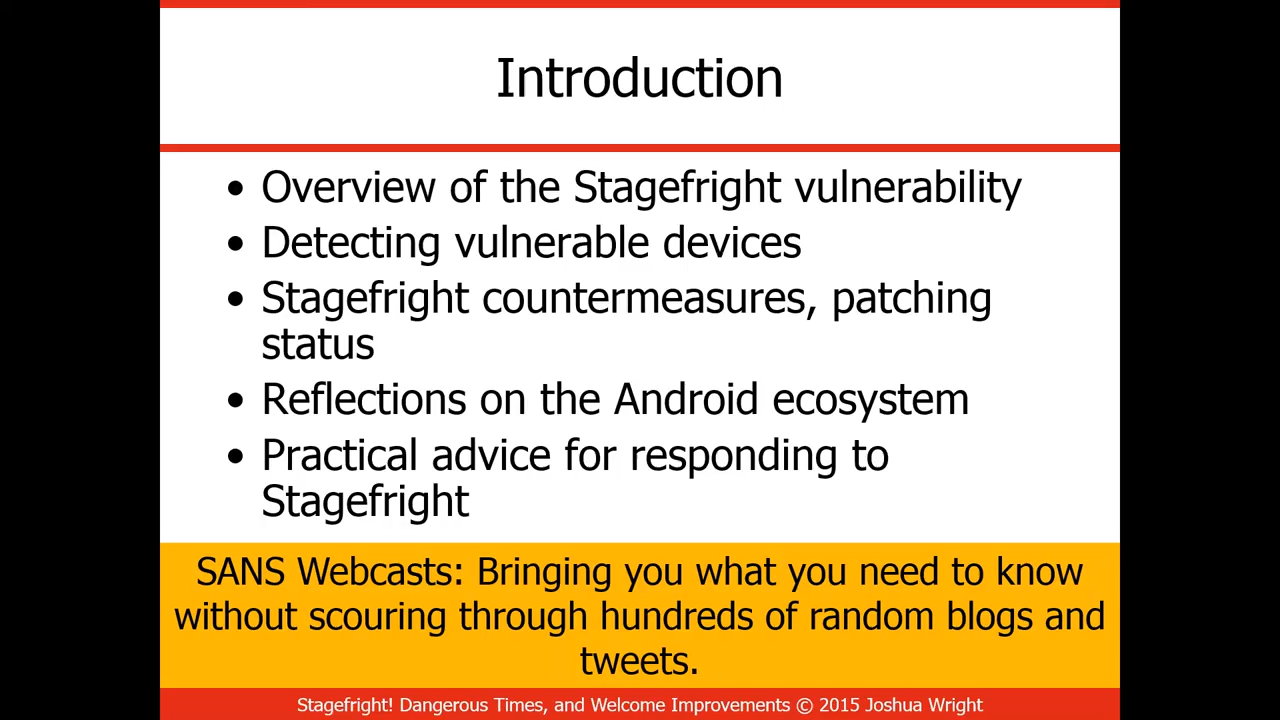 Introduction
• Overview of the Stagefright vulnerability
• Detecting vulnerable devices
• Stagefright countermeasures, patching
status
• Reflections on the Android ecosystem
• Practical advice for responding to
Stagefright
SANS Webcasts: Bringing you what you need to know
without scouring through hundreds of random blogs and
tweets.
Stagefright! Dangerous Times, and Welcome Improvements © 2015 Joshua Wright